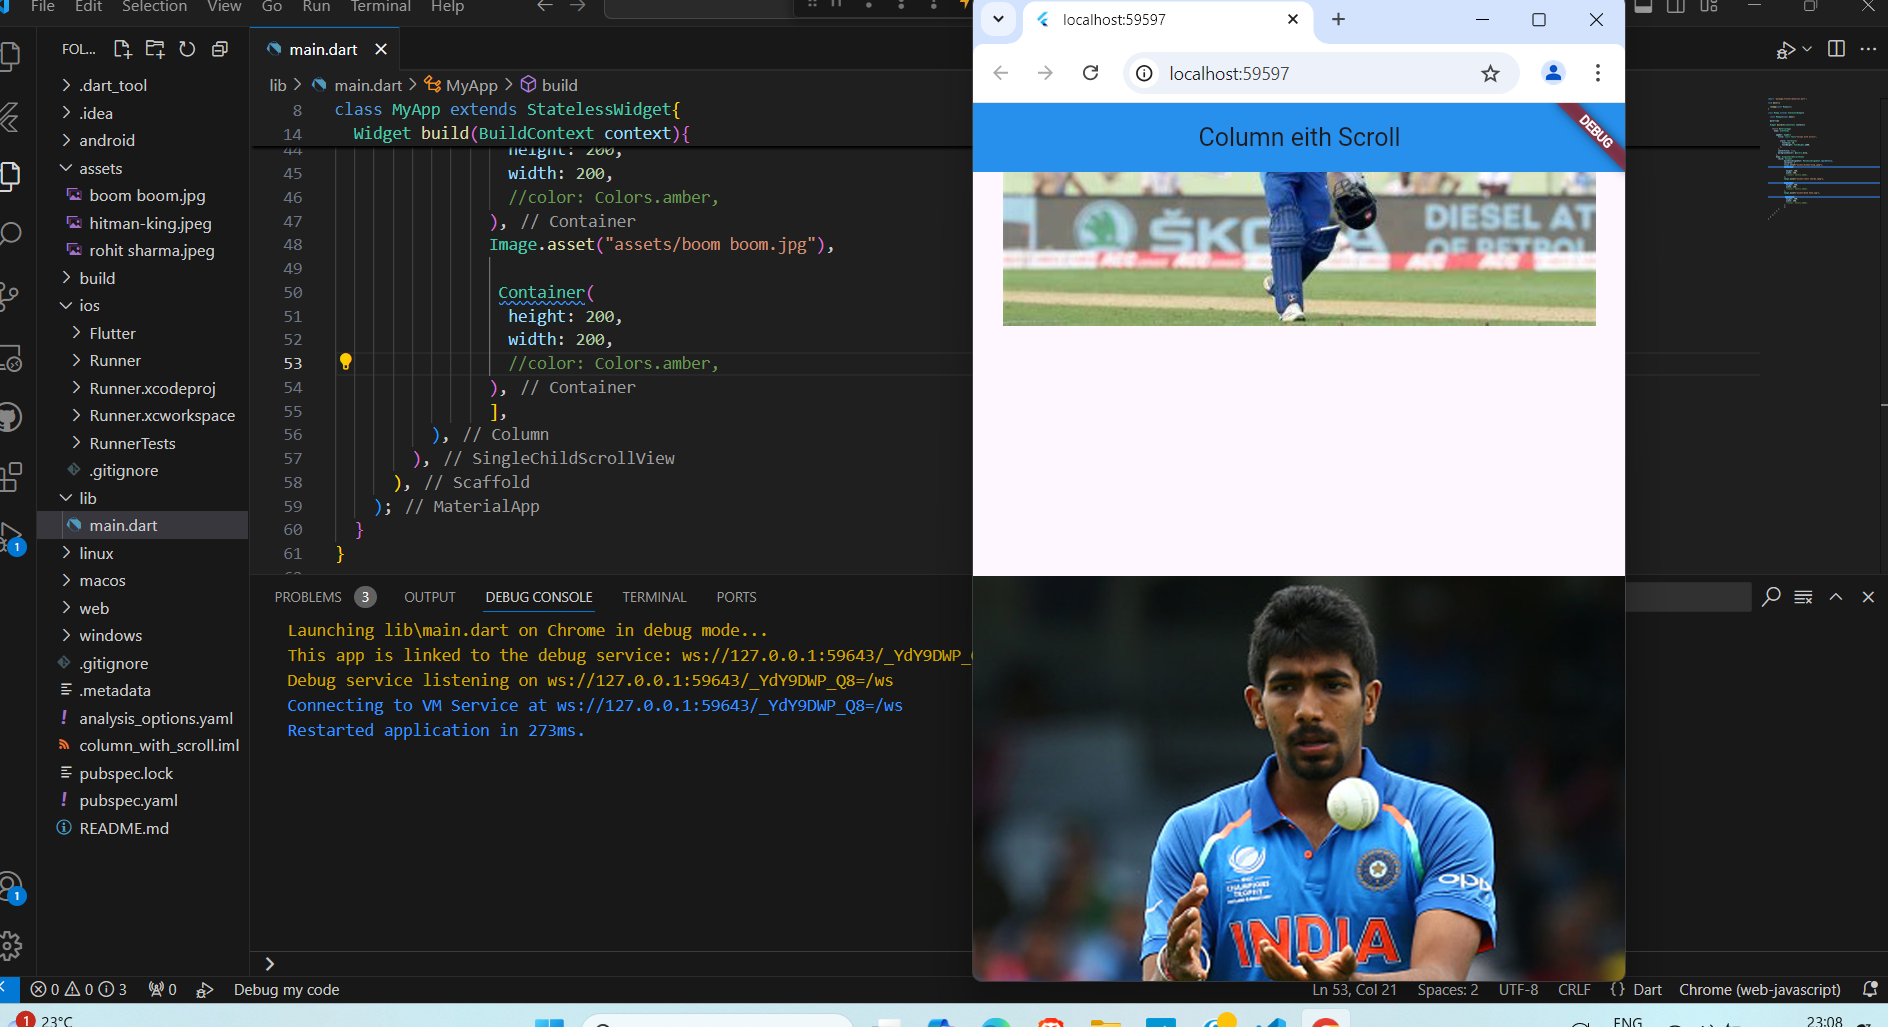 File Edit Selection View Go Run Terminal Help
FOL...
.dart_tool
.idea
android
assets
boom boom.jpg
hitman-king.jpeg
rohit sharma.jpeg
build
ios
Flutter
Runner
Runner.xcodeproj
Runner.xcworkspace
RunnerTests
.gitignore
lib
main.dart
linux
macos
web
windows
.gitignore
.metadata
analysis_options.yaml
column_with_scroll.iml
pubspec.lock
pubspec.yaml
README.md
main.dart
lib > main.dart > MyApp > build
8 class MyApp extends StatelessWidget{
14 Widget build(BuildContext context){
44 height: 200,
45 width: 200,
46 //color: Colors.amber,
47 ), // Container
48 Image.asset("assets/boom boom.jpg"),
49
50 Container(
51 height: 200,
52 width: 200,
53 //color: Colors.amber,
54 ), // Container
55 ],
56 ), // Column
57 ), // SingleChildScrollView
58 ), // Scaffold
59 ); // MaterialApp
60 }
61 }
PROBLEMS 3 OUTPUT DEBUG CONSOLE TERMINAL PORTS
Launching lib\main.dart on Chrome in debug mode...
This app is linked to the debug service: ws://127.0.0.1:59643/_YdY9DWP_
Debug service listening on ws://127.0.0.1:59643/_YdY9DWP_Q8=/ws
Connecting to VM Service at ws://127.0.0.1:59643/_YdY9DWP_Q8=/ws
Restarted application in 273ms.
localhost:59597
localhost:59597
Column eith Scroll
DEBUG
ŠKODA
DIESEL AT
OF PETROL
CHAMPIONS
TROPHY
oppo
INDIA
1
1
0 0 3 0 Debug my code
Ln 53, Col 21 Spaces: 2 UTF-8 CRLF {} Dart Chrome (web-javascript)
1 23°C
ENG
23:08